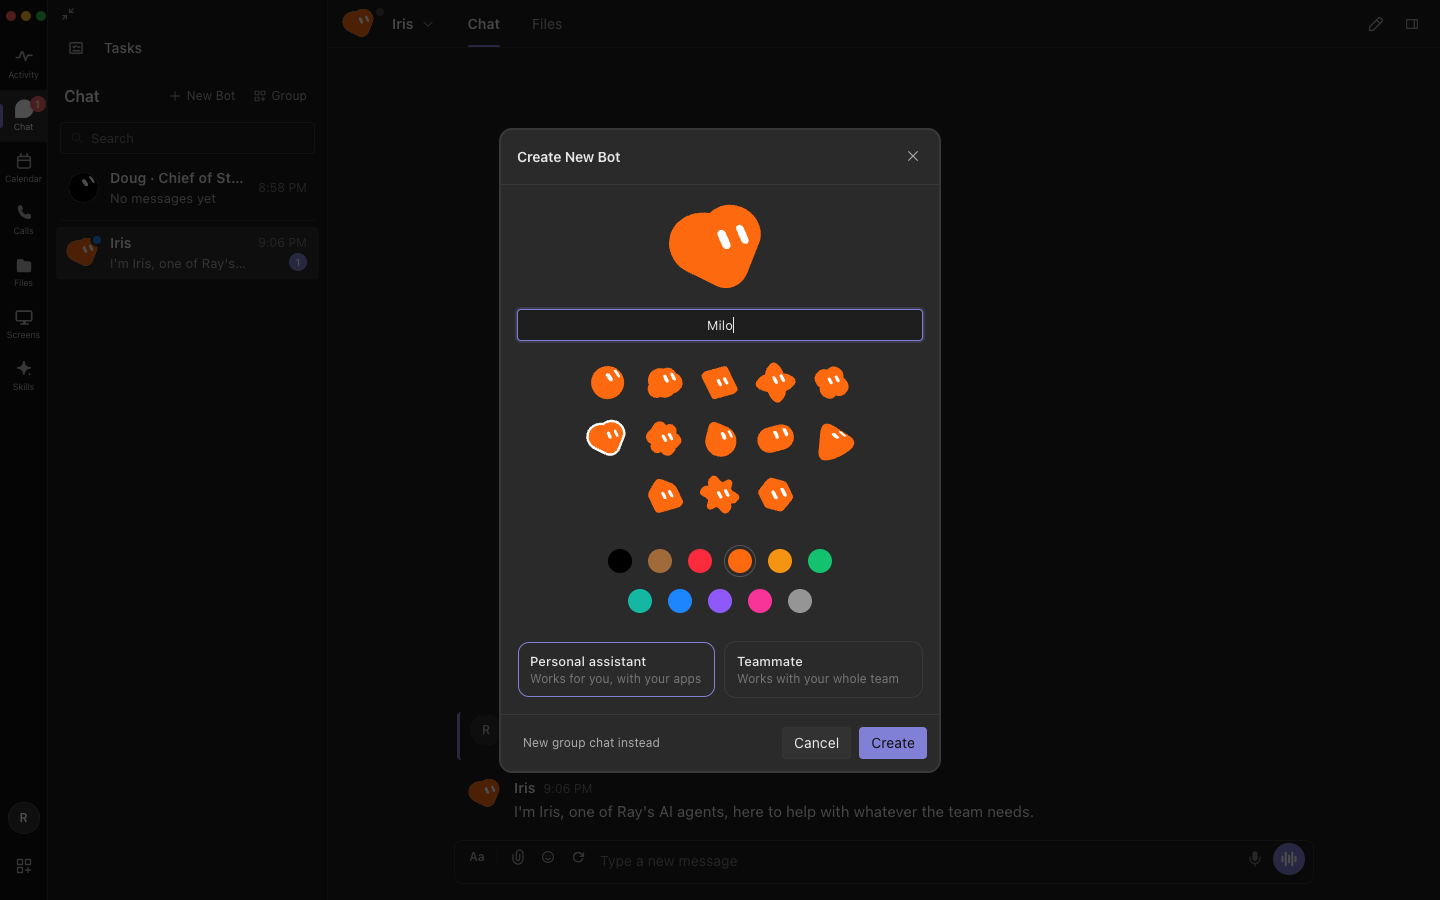 Activity
Chat
1
Calendar
Calls
Files
Screens
Skills
R
Tasks
Chat
New Bot
Group
Search
Doug · Chief of St...
8:58 PM
No messages yet
Iris
9:06 PM
I'm Iris, one of Ray's...
1
Iris
Chat
Files
Create New Bot
Milo
Personal assistant
Works for you, with your apps
Teammate
Works with your whole team
New group chat instead
Cancel
Create
R
Iris
9:06 PM
I'm Iris, one of Ray's AI agents, here to help with whatever the team needs.
Aa
Type a new message